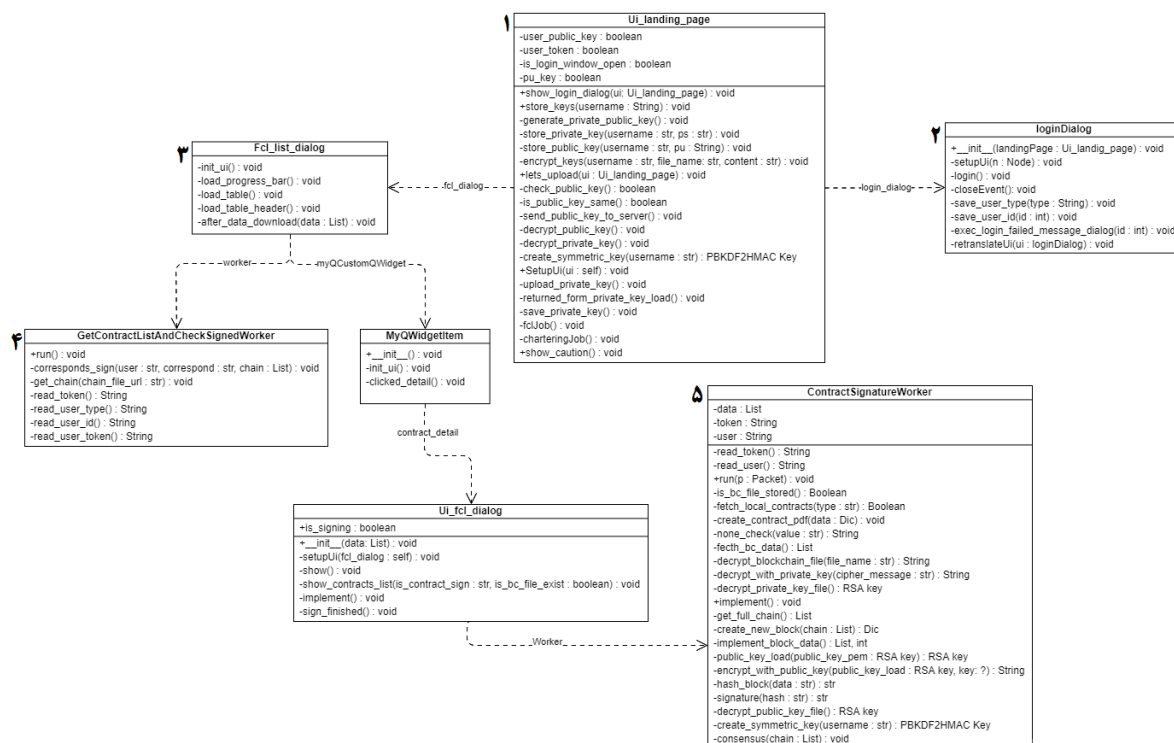 ۱
Ui_landing_page
-user_public_key : boolean
-user_token : boolean
-is_login_window_open : boolean
-pu_key : boolean
+show_login_dialog(ui: Ui_landing_page) : void
+store_keys(username : String) : void
-generate_private_public_key() : void
-store_private_key(username : str, ps : str) : void
-store_public_key(username : str, pu : String) : void
-encrypt_keys(username : str, file_name: str, content : str) : void
+lets_upload(ui : Ui_landing_page) : void
-check_public_key() : boolean
-is_public_key_same() : boolean
-send_public_key_to_server() : void
-decrypt_public_key() : void
-decrypt_private_key() : void
-create_symmetric_key(username : str) : PBKDF2HMAC Key
+SetupUi(ui : self) : void
-upload_private_key() : void
-returned_form_private_key_load() : void
-save_private_key() : void
-fclJob() : void
-charteringJob() : void
+show_caution() : void
login_dialog
۲
loginDialog
+__init__(landingPage : Ui_landig_page) : void
-setupUi(n : Node) : void
-login() : void
-closeEvent() : void
-save_user_type(type : String) : void
-save_user_id(id : int) : void
-exec_login_failed_message_dialog(id : int) : void
-retranslateUi(ui : loginDialog) : void
fcl_dialog
۳
Fcl_list_dialog
-init_ui() : void
-load_progress_bar() : void
-load_table() : void
-load_table_header() : void
-after_data_download(data : List) : void
worker
myQCustomQWidget
۴
GetContractListAndCheckSignedWorker
+run() : void
-corresponds_sign(user : str, correspond : str, chain : List) : void
-get_chain(chain_file_url : str) : void
-read_token() : String
-read_user_type() : String
-read_user_id() : String
-read_user_token() : String
MyQWidgetItem
+__init__() : void
-init_ui() : void
-clicked_detail() : void
contract_detail
Ui_fcl_dialog
+is_signing : boolean
+__init__(data: List) : void
-setupUi(fcl_dialog : self) : void
-show() : void
-show_contracts_list(is_contract_sign : str, is_bc_file_exist : boolean) : void
-implement() : void
-sign_finished() : void
Worker
۵
ContractSignatureWorker
-data : List
-token : String
-user : String
-read_token() : String
-read_user() : String
+run(p : Packet) : void
-is_bc_file_stored() : Boolean
-fetch_local_contracts(type : str) : Boolean
-create_contract_pdf(data : Dic) : void
-none_check(value : str) : String
-fecth_bc_data() : List
-decrypt_blockchain_file(file_name : str) : String
-decrypt_with_private_key(cipher_message : str) : String
-decrypt_private_key_file() : RSA key
+implement() : void
-get_full_chain() : List
-create_new_block(chain : List) : Dic
-implement_block_data() : List, int
-public_key_load(public_key_pem : RSA key) : RSA key
-encrypt_with_public_key(public_key_load : RSA key, key: ?) : String
-hash_block(data : str) : str
-signature(hash : str) : str
-decrypt_public_key_file() : RSA key
-create_symmetric_key(username : str) : PBKDF2HMAC Key
-consensus(chain : List) : void